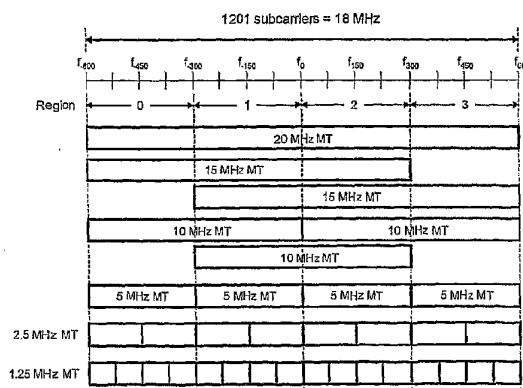 1201 subcarriers = 18 MHz
f-600 f-450 f-300 f-150 f0 f150 f300 f450 f600
Region 0 1 2 3
20 MHz MT
15 MHz MT
15 MHz MT
10 MHz MT 10 MHz MT
10 MHz MT
5 MHz MT 5 MHz MT 5 MHz MT 5 MHz MT
2.5 MHz MT
1.25 MHz MT